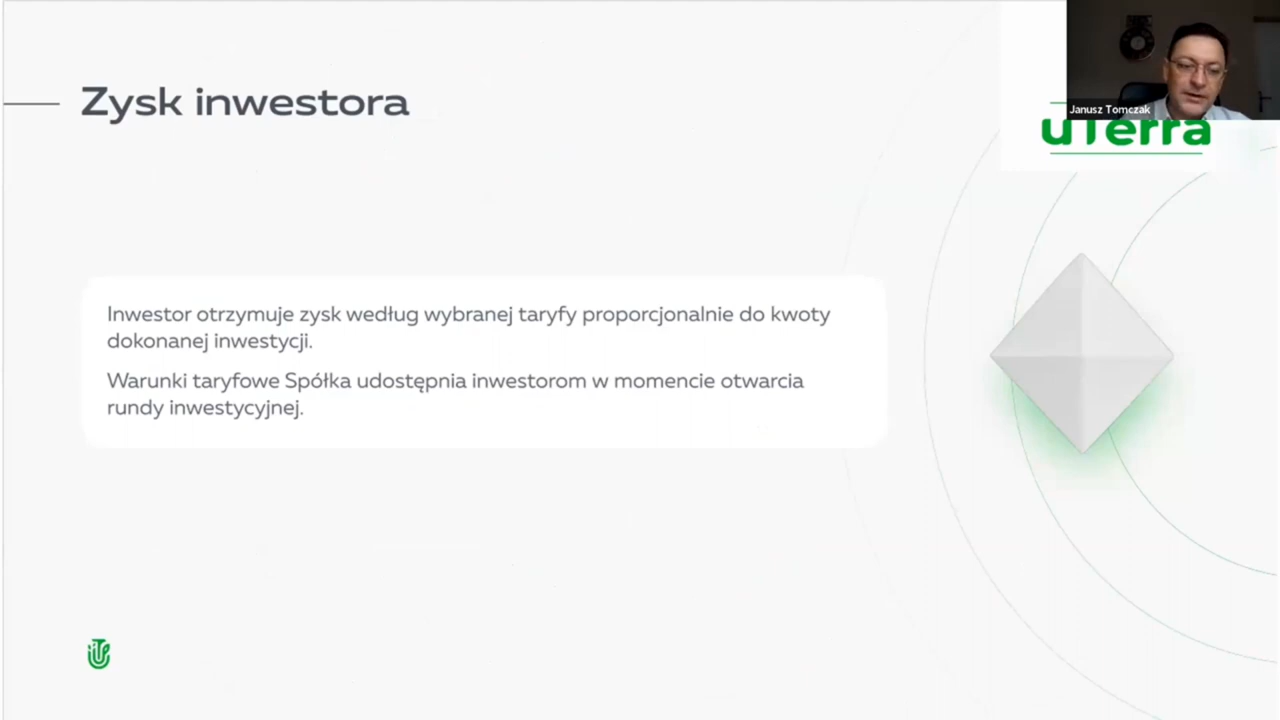 Zysk inwestora
Janusz Tomczak
uTerra
Inwestor otrzymuje zysk według wybranej taryfy proporcjonalnie do kwoty
dokonanej inwestycji.
Warunki taryfowe Spółka udostępnia inwestorom w momencie otwarcia
rundy inwestycyjnej.